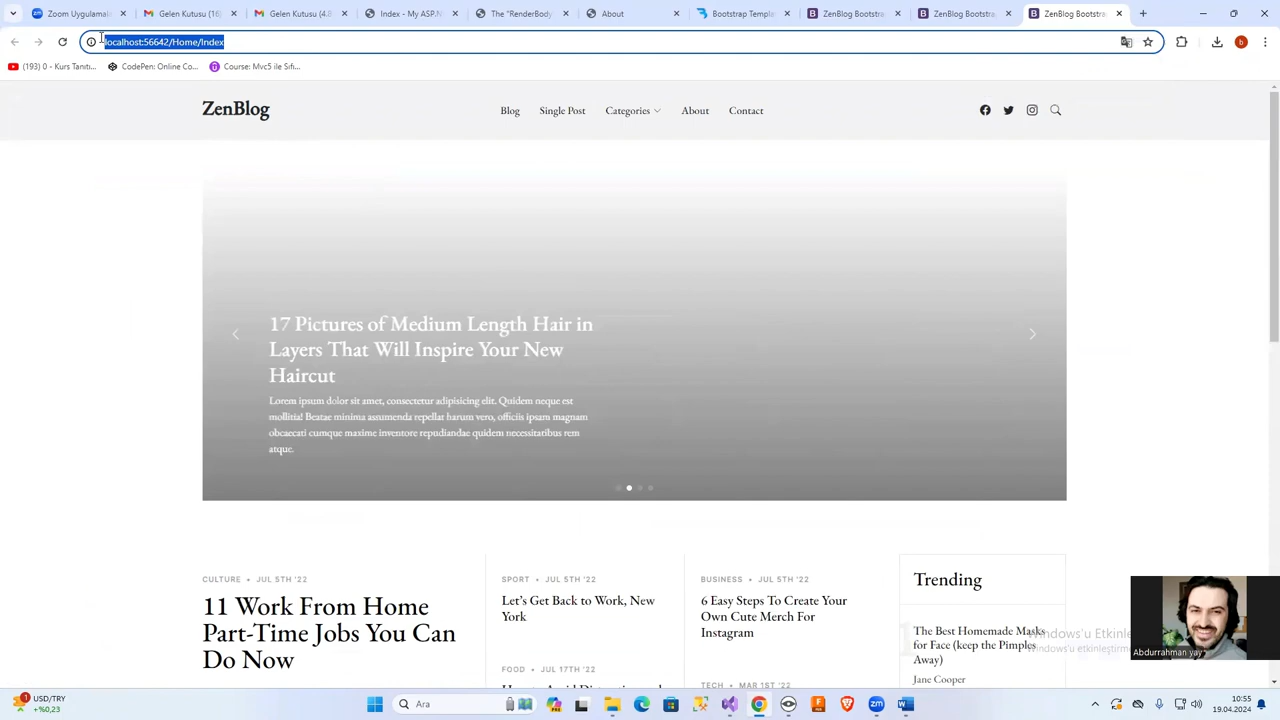 Zoom Uygulama
Gelen Kutusu (16)
Gelen Kutusu (4.8
Index - My ASP.N
The "RenderBody
About
Bootstrap Templa
ZenBlog Bootstra
ZenBlog Bootstra
ZenBlog Bootstra
localhost:56642/Home/Index
b
(193) 0 - Kurs Tanıtı...
CodePen: Online Co...
Course: Mvc5 ile Sıfı...
ZenBlog
Blog
Single Post
Categories
About
Contact
17 Pictures of Medium Length Hair in
Layers That Will Inspire Your New
Haircut
Lorem ipsum dolor sit amet, consectetur adipisicing elit. Quidem neque est
mollitia! Beatae minima assumenda repellat harum vero, officiis ipsam magnam
obcaecati cumque maxime inventore repudiandae quidem necessitatibus rem
atque.
CULTURE • JUL 5TH '22
11 Work From Home
Part-Time Jobs You Can
Do Now
SPORT • JUL 5TH '22
Let's Get Back to Work, New
York
FOOD • JUL 17TH '22
BUSINESS • JUL 5TH '22
6 Easy Steps To Create Your
Own Cute Merch For
Instagram
TECH • MAR 1ST '22
Trending
The Best Homemade Masks
for Face (keep the Pimples
Away)
Jane Cooper
Windows'u Etkinle
Windows'u etkinleştirme
Abdurrahman yay
1
USD/TRY
+%0,23
Ara
10:55
19.04.2024